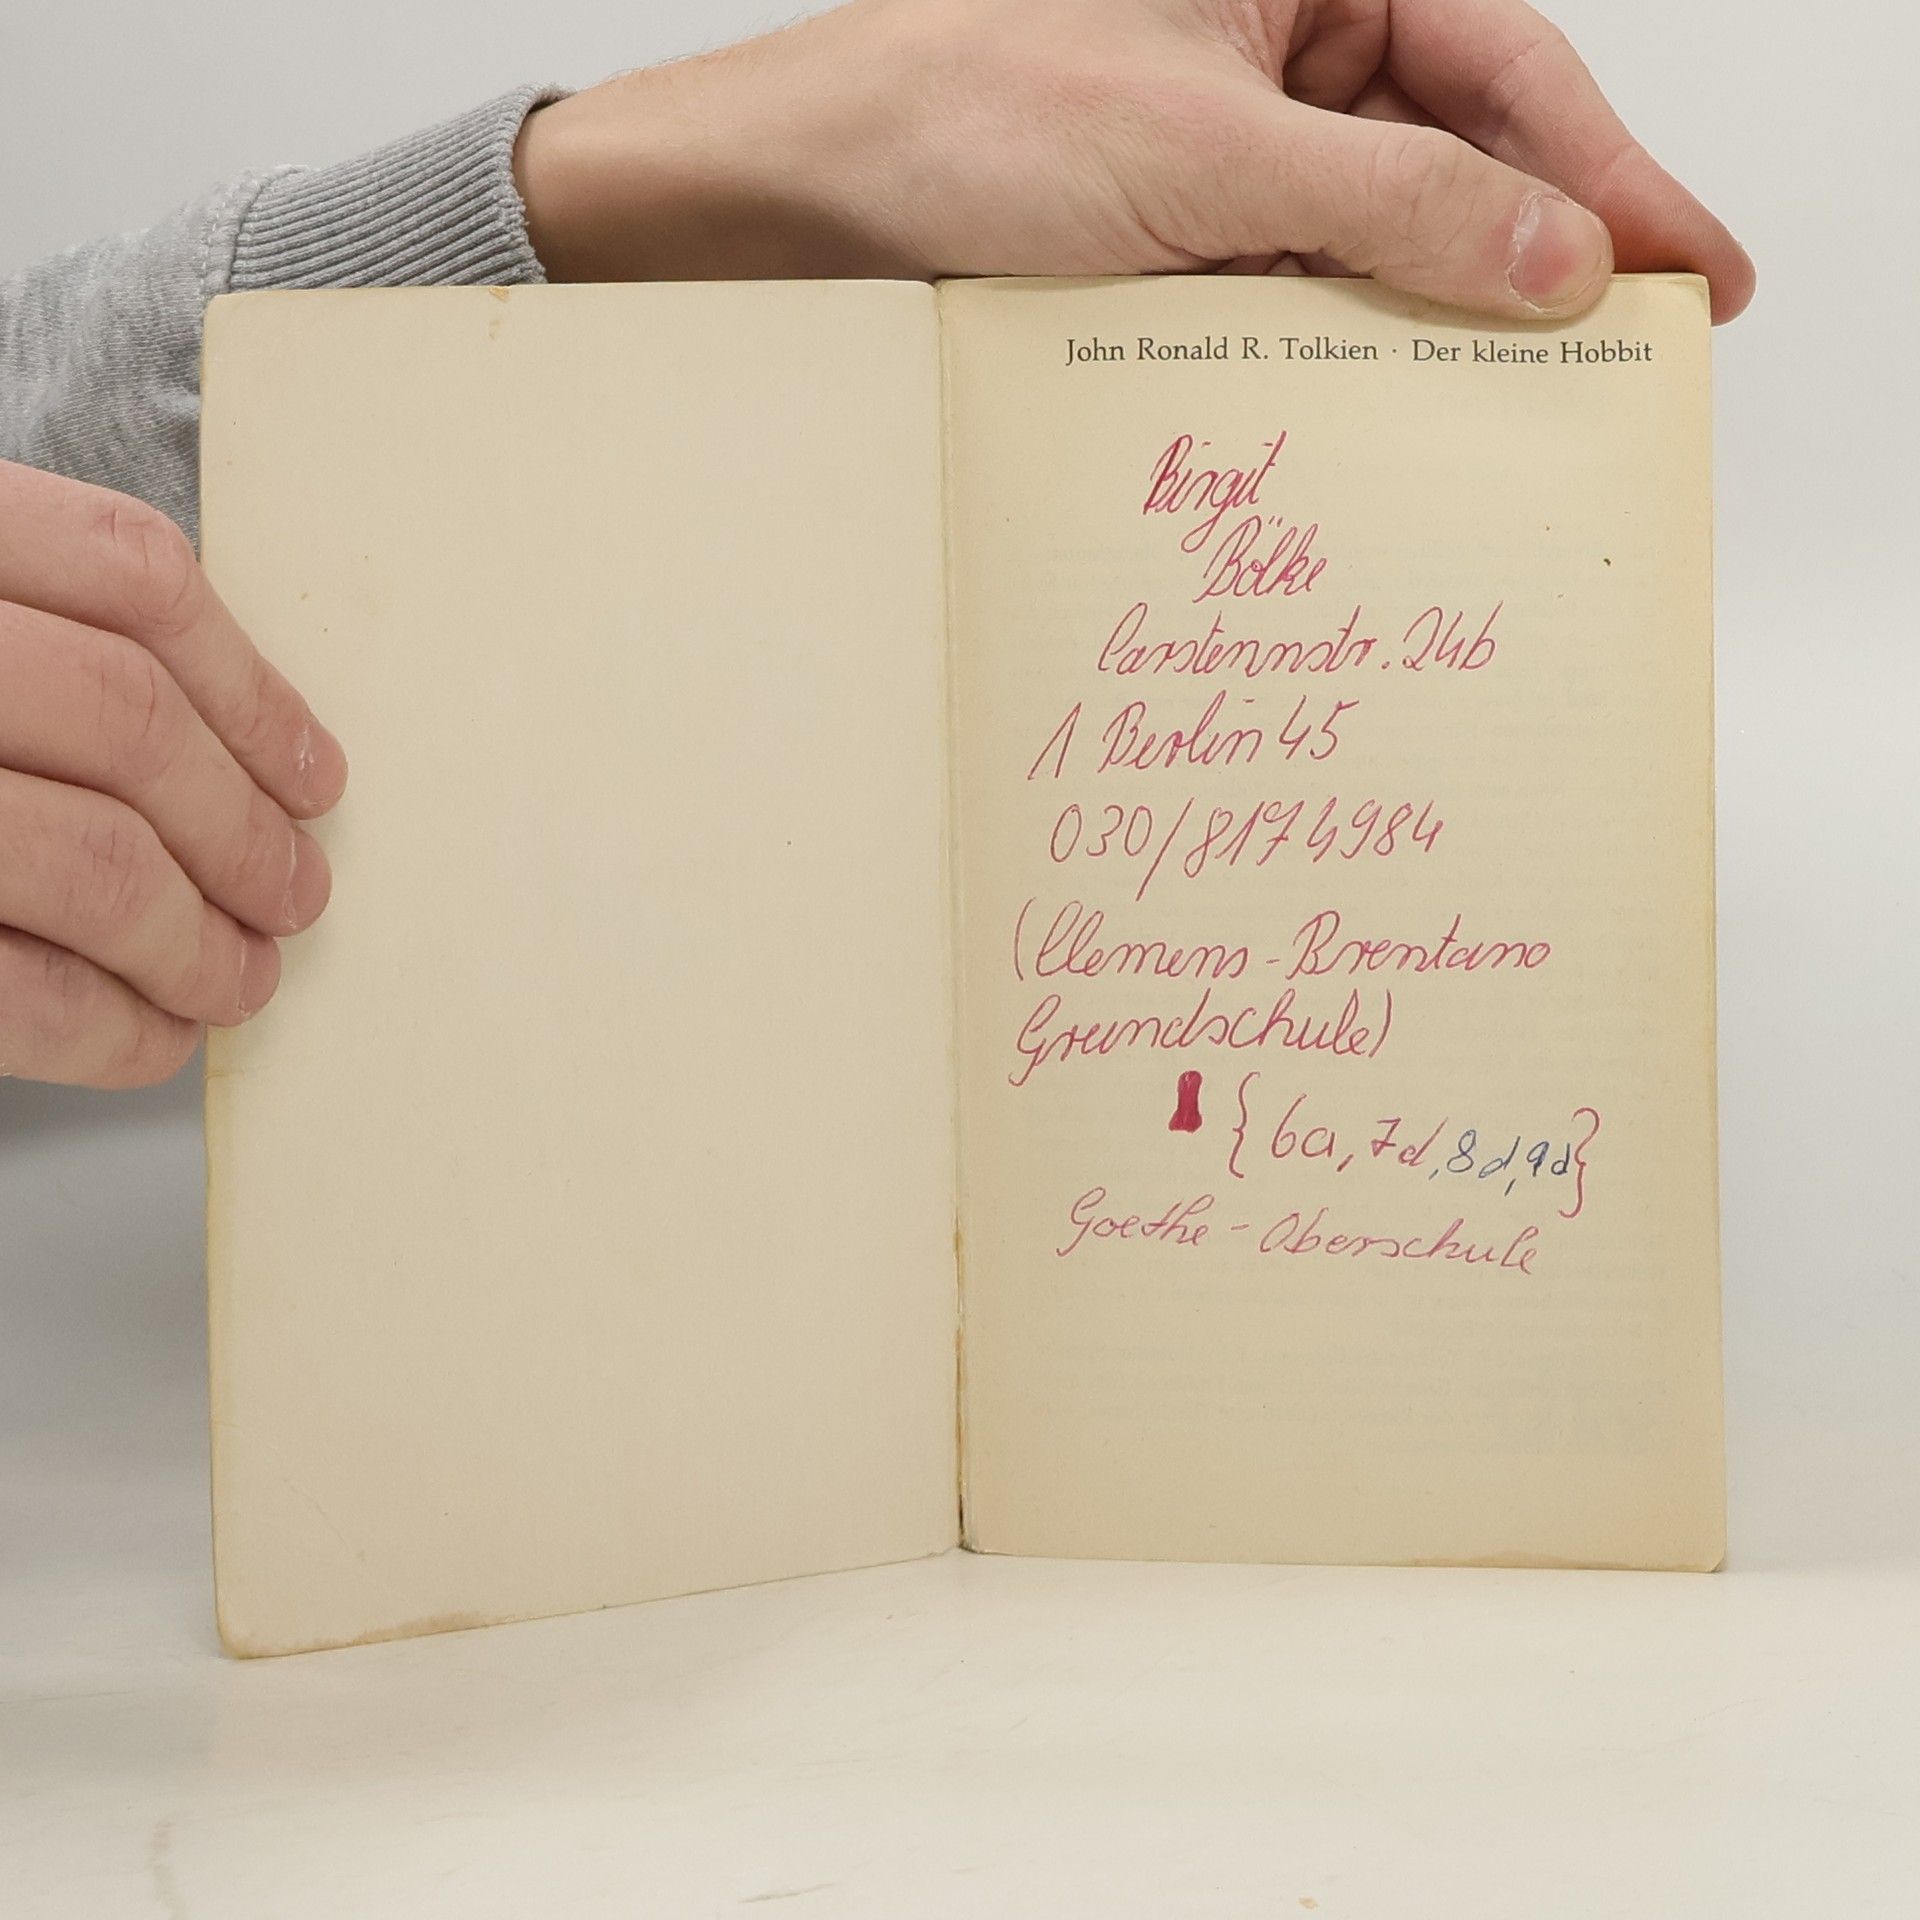 John Ronald R. Tolkien · Der kleine Hobbit
Birgit
Bölke
Carstennstr. 24b
1 Berlin 45
030/8174984
(Clemens-Brentano
Grundschule)
{6a, 7d, 8d, 9d}
Goethe-Oberschule